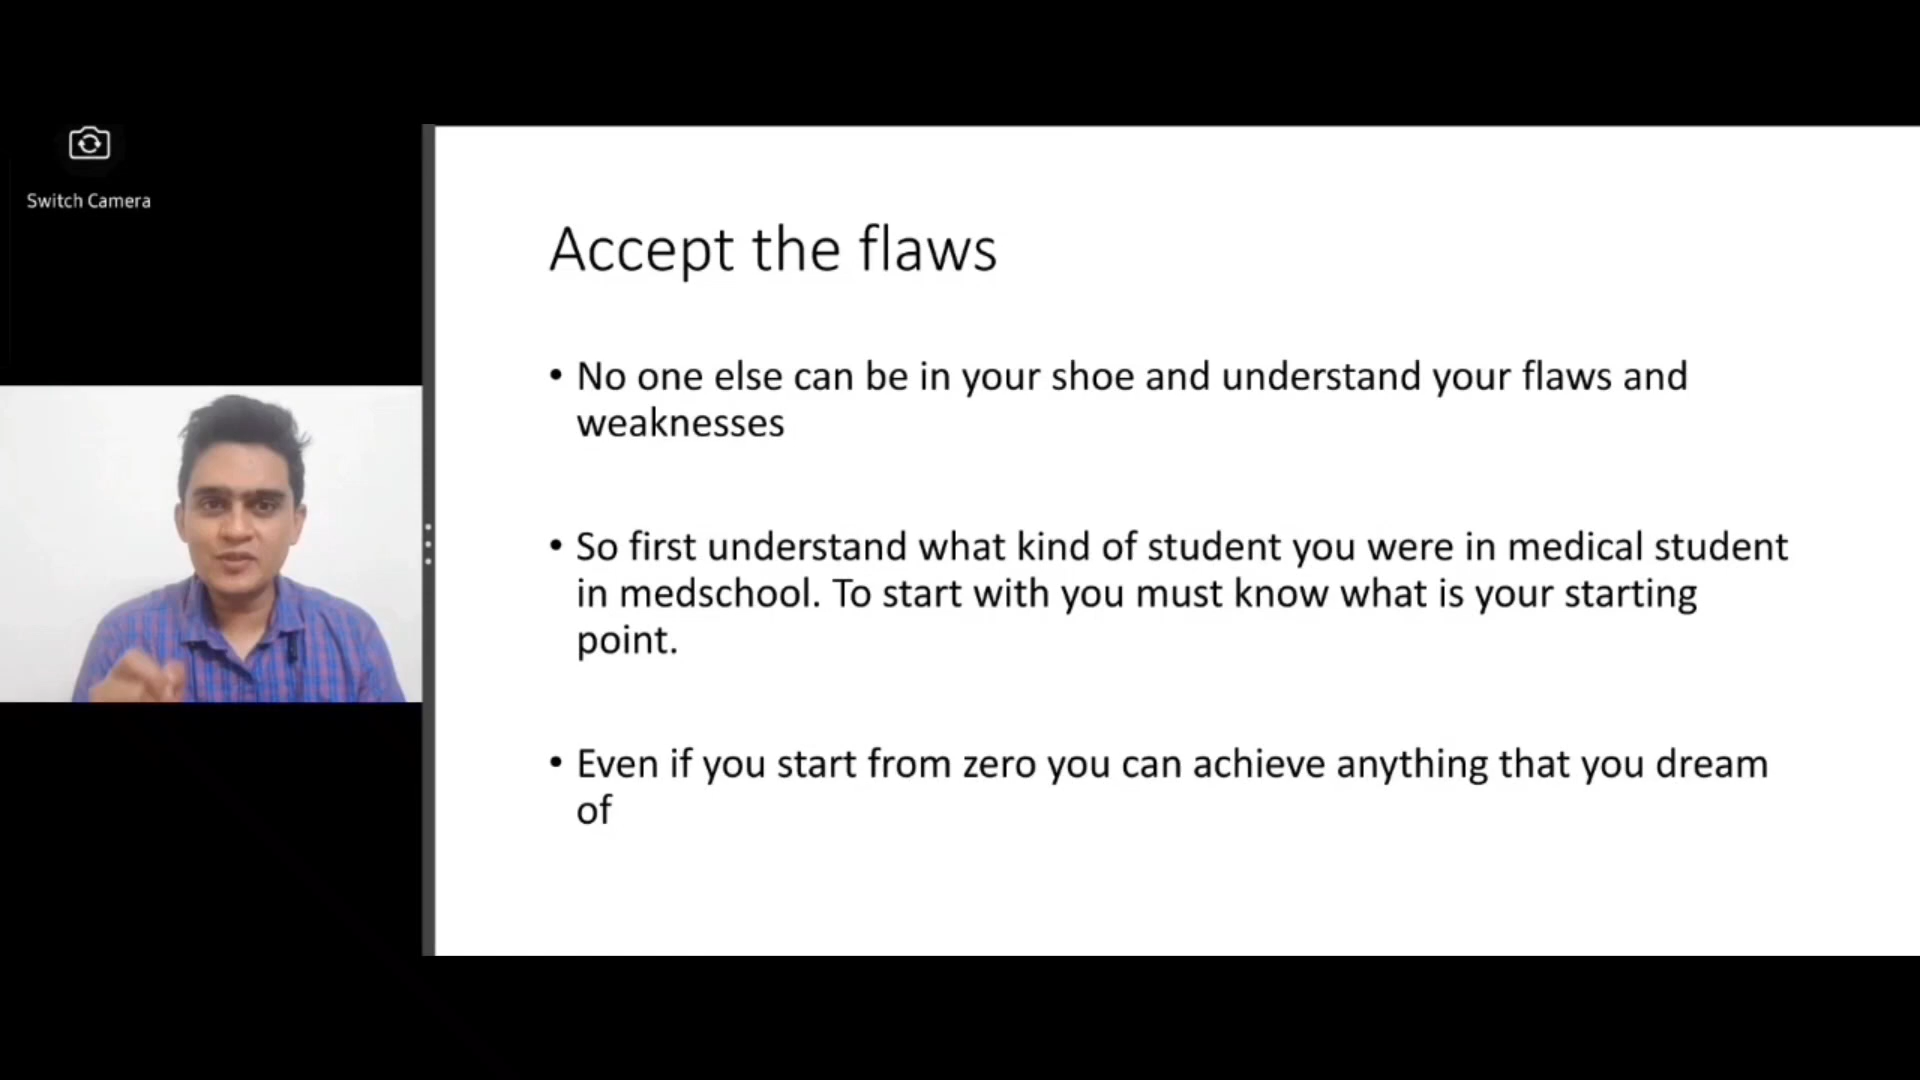 Switch Camera
Accept the flaws
• No one else can be in your shoe and understand your flaws and
weaknesses
• So first understand what kind of student you were in medical student
in medschool. To start with you must know what is your starting
point.
• Even if you start from zero you can achieve anything that you dream
of